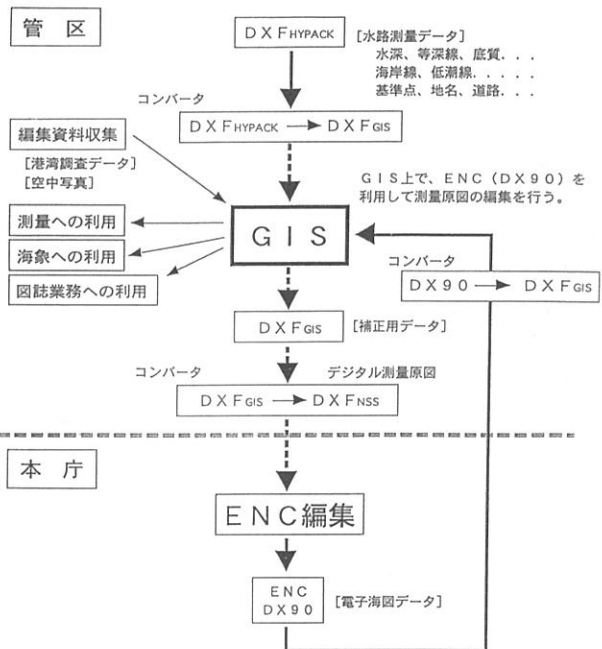 管 区
DXFHYPACK
[水路測量データ]
水深、等深線、底質. . .
海岸線、低潮線. . . . .
基準点、地名、道路. . .
コンバータ
DXFHYPACK → DXFGIS
編集資料収集
[港湾調査データ]
[空中写真]
GIS上で、ENC（DX90）を
利用して測量原図の編集を行う。
測量への利用
海象への利用
図誌業務への利用
GIS
コンバータ
DX90 → DXFGIS
DXFGIS
[補正用データ]
コンバータ
デジタル測量原図
DXFGIS → DXFNSS
本 庁
ENC編集
ENC
DX90
[電子海図データ]